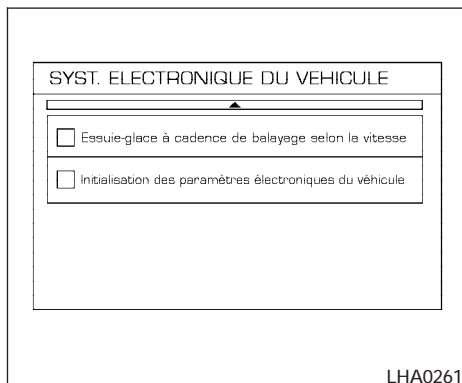 SYST. ELECTRONIQUE DU VEHICULE
Essuie-glace à cadence de balayage selon la vitesse
Initialisation des paramètres électroniques du véhicule
LHA0261